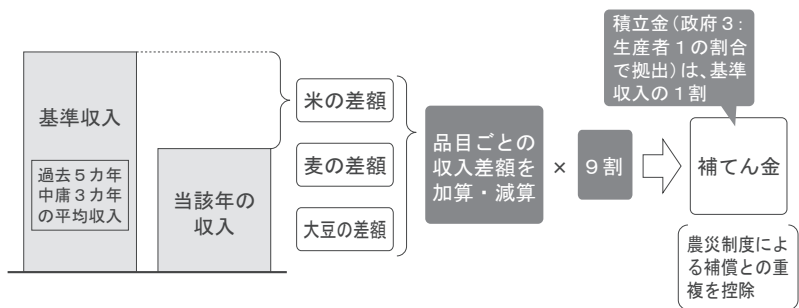 基準収入
過去5カ年
中庸3カ年
の平均収入
当該年の
収入
米の差額
麦の差額
大豆の差額
品目ごとの
収入差額を
加算・減算
×
9割
積立金(政府3:
生産者1の割合
で拠出)は、基準
収入の1割
補てん金
農災制度によ
る補償との重
複を控除